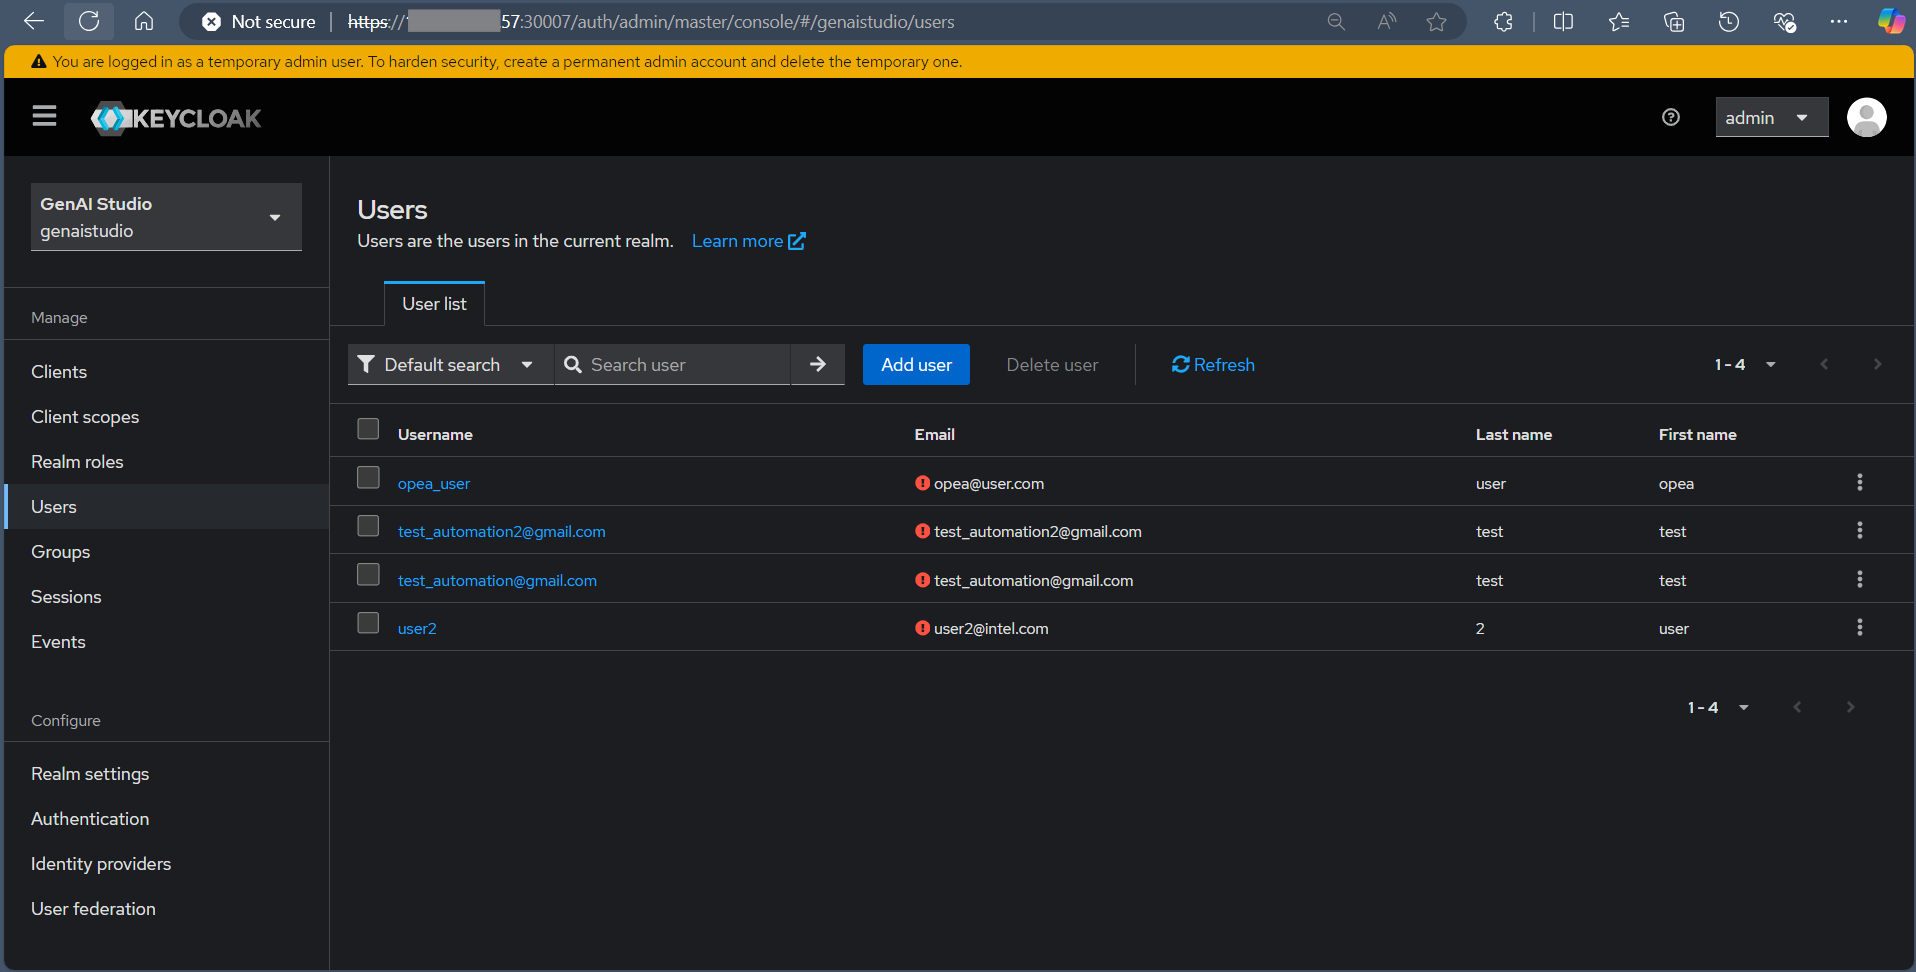 Not secure https:// 57:30007/auth/admin/master/console/#/genaistudio/users
You are logged in as a temporary admin user. To harden security, create a permanent admin account and delete the temporary one.
KEYCLOAK
admin
GenAI Studio
genaistudio
Manage
Clients
Client scopes
Realm roles
Users
Groups
Sessions
Events
Configure
Realm settings
Authentication
Identity providers
User federation
Users
Users are the users in the current realm. Learn more
User list
Default search Search user Add user Delete user Refresh 1 - 4
Username Email Last name First name
opea_user opea@user.com user opea
test_automation2@gmail.com test_automation2@gmail.com test test
test_automation@gmail.com test_automation@gmail.com test test
user2 user2@intel.com 2 user
1 - 4